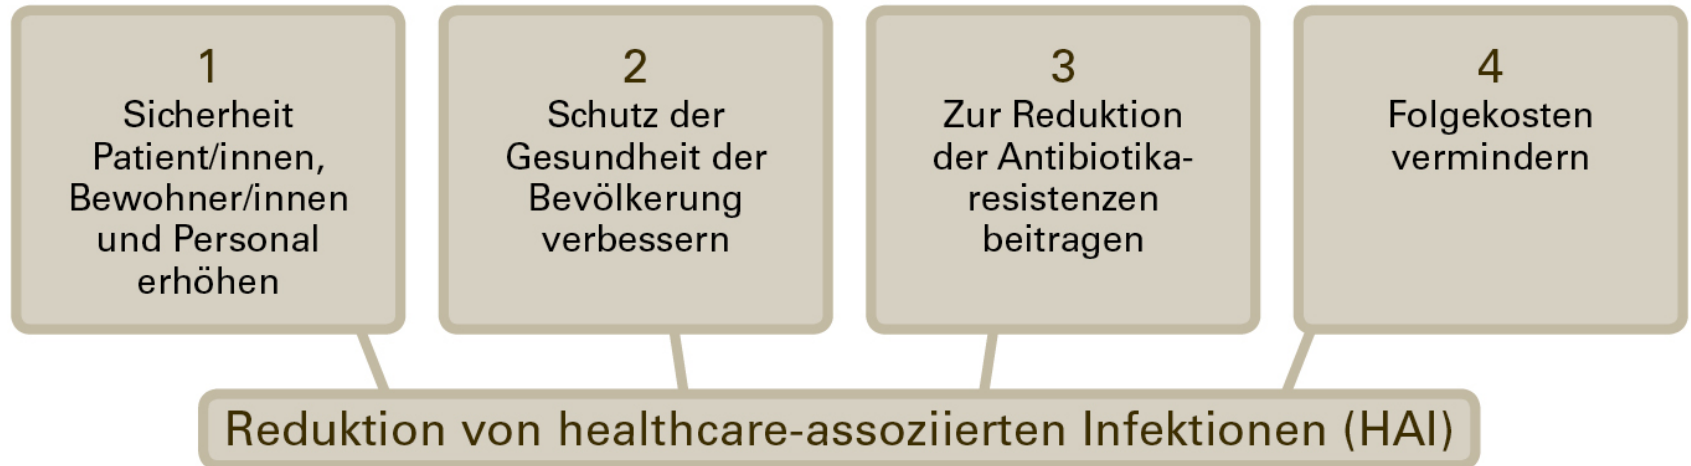 1
Sicherheit
Patient/innen,
Bewohner/innen
und Personal
erhöhen
2
Schutz der
Gesundheit der
Bevölkerung
verbessern
3
Zur Reduktion
der Antibiotika-
resistenzen
beitragen
4
Folgekosten
vermindern
Reduktion von healthcare-assoziierten Infektionen (HAI)